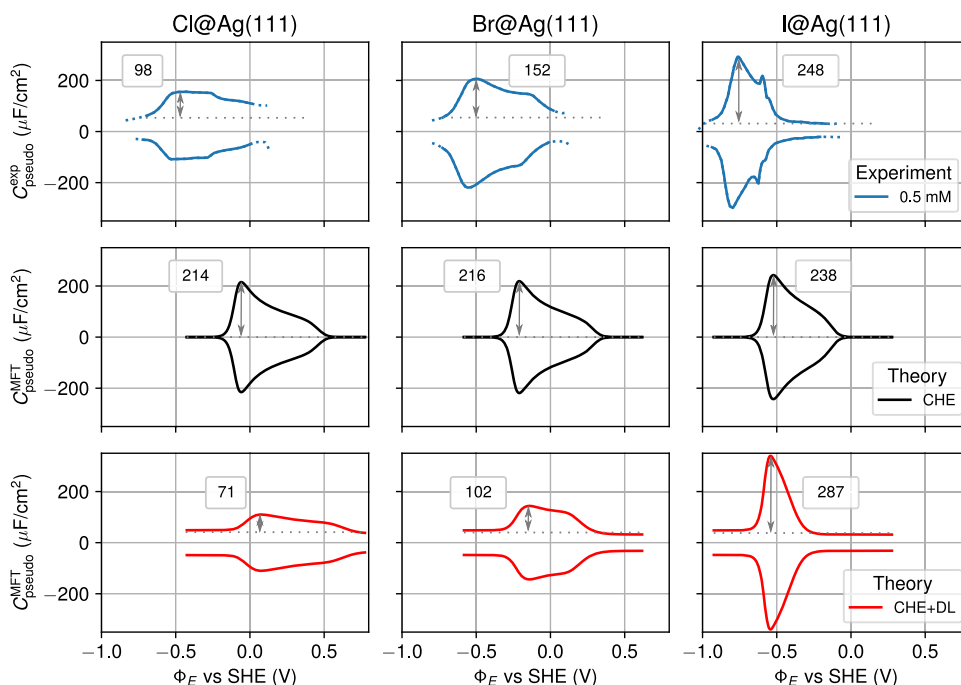 Cl@Ag(111)
Br@Ag(111)
I@Ag(111)
C^exp_pseudo (μF/cm²)
200
0
−200
98
152
248
Experiment
0.5 mM
C^MFT_pseudo (μF/cm²)
200
0
−200
214
216
238
Theory
CHE
C^MFT_pseudo (μF/cm²)
200
0
−200
71
102
287
Theory
CHE+DL
−1.0 −0.5 0.0 0.5
−1.0 −0.5 0.0 0.5
−1.0 −0.5 0.0 0.5
Φ_E vs SHE (V)
Φ_E vs SHE (V)
Φ_E vs SHE (V)